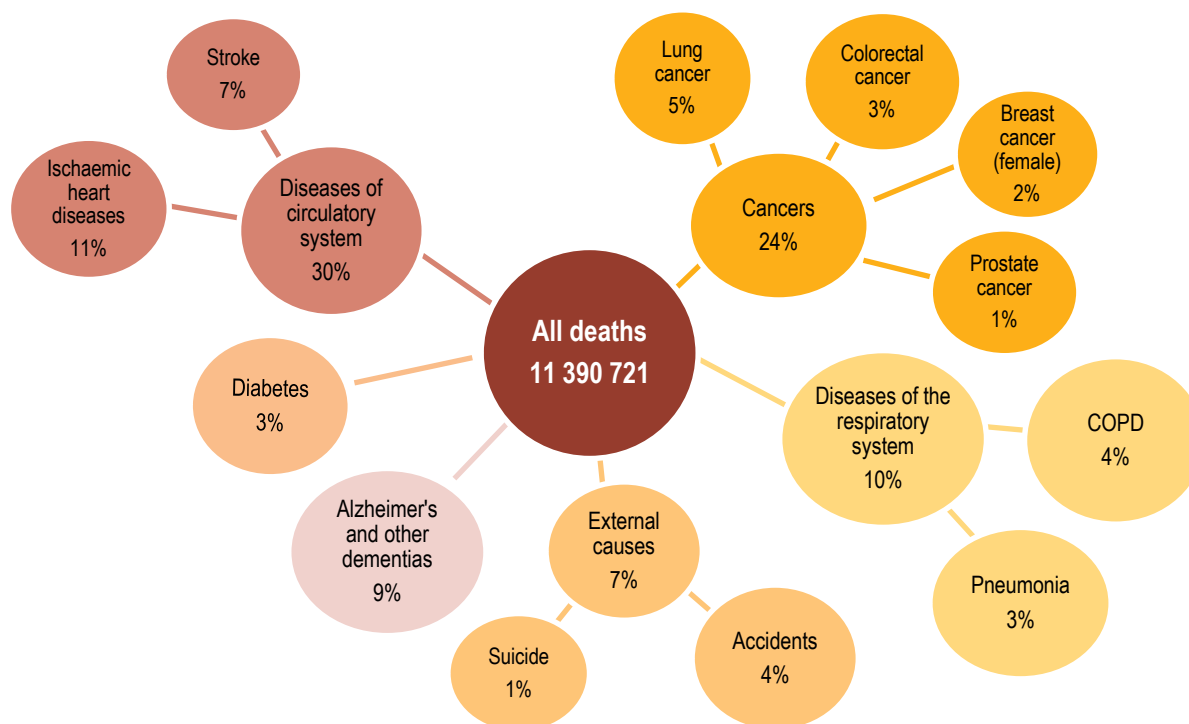 Stroke
7%
Ischaemic
heart
diseases
11%
Diseases of
circulatory
system
30%
Lung
cancer
5%
Colorectal
cancer
3%
Breast
cancer
(female)
2%
Cancers
24%
Prostate
cancer
1%
All deaths
11 390 721
Diabetes
3%
Diseases of the
respiratory
system
10%
COPD
4%
Alzheimer's
and other
dementias
9%
External
causes
7%
Pneumonia
3%
Suicide
1%
Accidents
4%